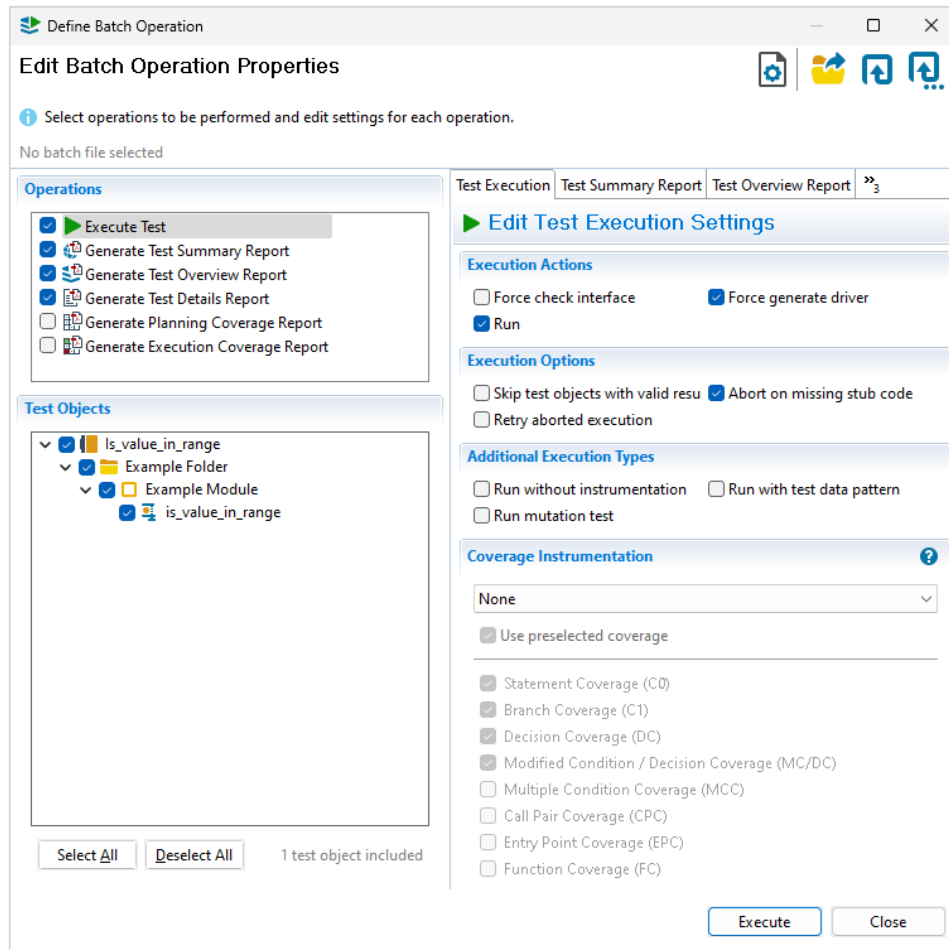 Define Batch Operation
Edit Batch Operation Properties
Select operations to be performed and edit settings for each operation.
No batch file selected
Operations
Execute Test
Generate Test Summary Report
Generate Test Overview Report
Generate Test Details Report
Generate Planning Coverage Report
Generate Execution Coverage Report
Test Objects
Is_value_in_range
Example Folder
Example Module
is_value_in_range
Select All Deselect All 1 test object included
Test Execution Test Summary Report Test Overview Report »3
Edit Test Execution Settings
Execution Actions
Force check interface Force generate driver
Run
Execution Options
Skip test objects with valid resu Abort on missing stub code
Retry aborted execution
Additional Execution Types
Run without instrumentation Run with test data pattern
Run mutation test
Coverage Instrumentation ?
None
Use preselected coverage
Statement Coverage (C0)
Branch Coverage (C1)
Decision Coverage (DC)
Modified Condition / Decision Coverage (MC/DC)
Multiple Condition Coverage (MCC)
Call Pair Coverage (CPC)
Entry Point Coverage (EPC)
Function Coverage (FC)
Execute Close